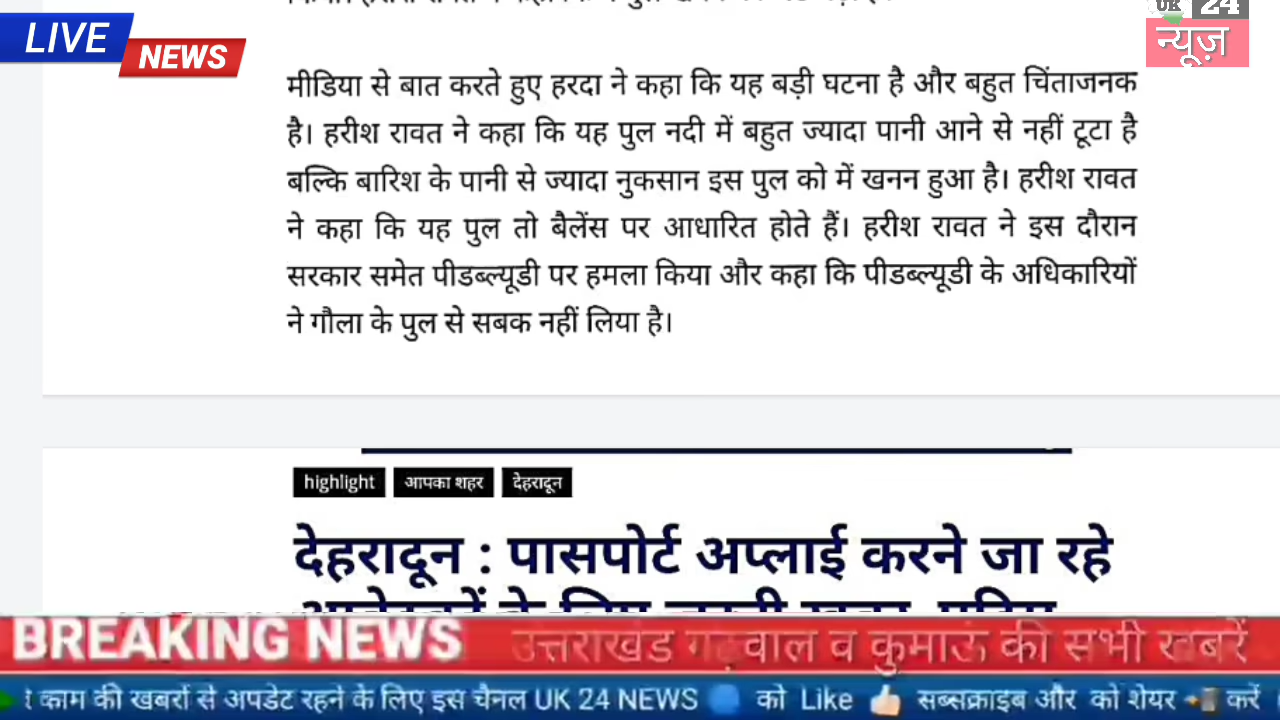 LIVE
NEWS
UK 24
न्यूज़
मीडिया से बात करते हुए हरदा ने कहा कि यह बड़ी घटना है और बहुत चिंताजनक
है। हरीश रावत ने कहा कि यह पुल नदी में बहुत ज्यादा पानी आने से नहीं टूटा है
बल्कि बारिश के पानी से ज्यादा नुकसान इस पुल को में खनन हुआ है। हरीश रावत
ने कहा कि यह पुल तो बैलेंस पर आधारित होते हैं। हरीश रावत ने इस दौरान
सरकार समेत पीडब्ल्यूडी पर हमला किया और कहा कि पीडब्ल्यूडी के अधिकारियों
ने गौला के पुल से सबक नहीं लिया है।
highlight आपका शहर देहरादून
देहरादून : पासपोर्ट अप्लाई करने जा रहे
के लिए
BREAKING NEWS उत्तराखंड गढ़वाल व कुमाऊं की सभी खबरें
काम की खबरों से अपडेट रहने के लिए इस चैनल UK 24 NEWS को Like सब्सक्राइब और को शेयर करें